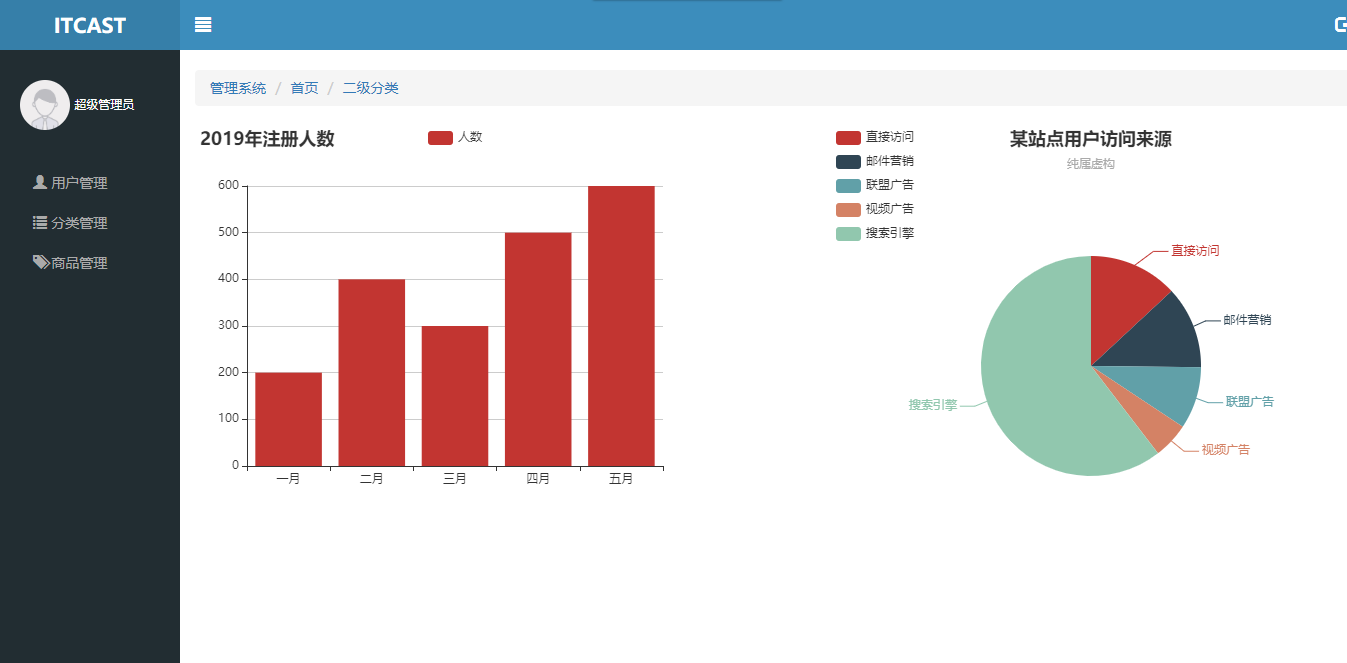 ITCAST
超级管理员
用户管理
分类管理
商品管理
管理系统 / 首页 / 二级分类
2019年注册人数
人数
600
500
400
300
200
100
0
一月 二月 三月 四月 五月
直接访问
邮件营销
联盟广告
视频广告
搜索引擎
某站点用户访问来源
纯属虚构
直接访问
邮件营销
联盟广告
搜索引擎
视频广告